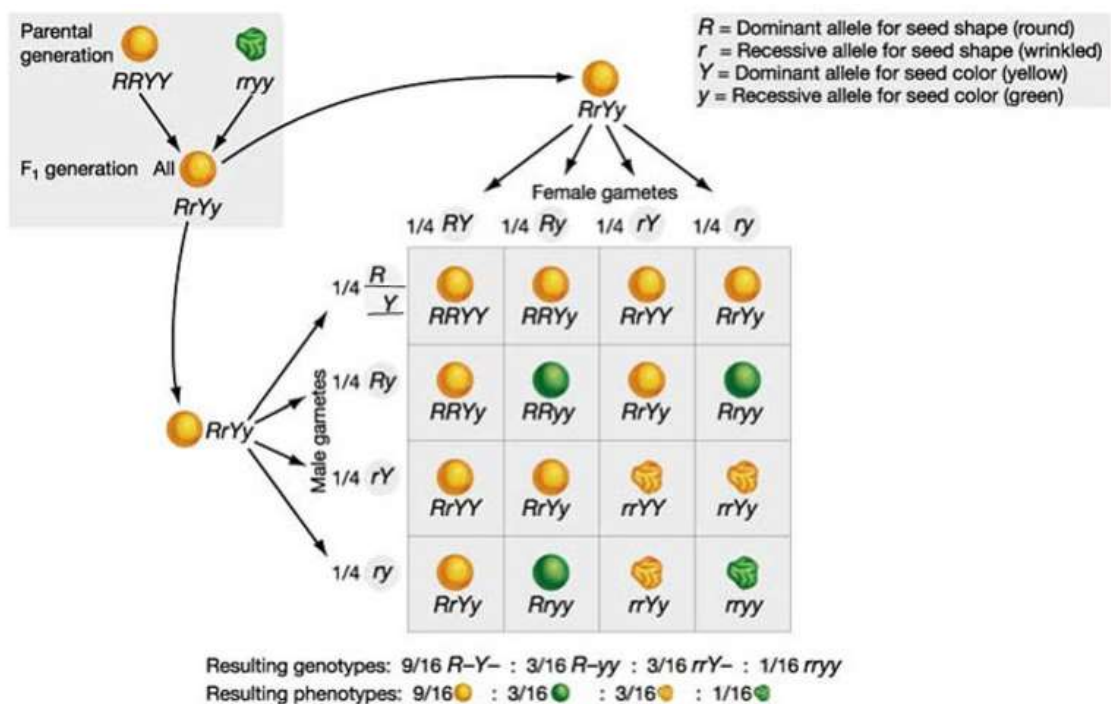 Parental
generation
RRYY
rryy
F1 generation All
RrYy
R = Dominant allele for seed shape (round)
r = Recessive allele for seed shape (wrinkled)
Y = Dominant allele for seed color (yellow)
y = Recessive allele for seed color (green)
RrYy
Female gametes
1/4 RY 1/4 Ry 1/4 rY 1/4 ry
1/4 R
Y
RRYY RRYy RrYY RrYy
1/4 Ry
RRYy RRyy RrYy Rryy
RrYy
Male gametes
1/4 rY
RrYY RrYy rrYY rrYy
1/4 ry
RrYy Rryy rrYy rryy
Resulting genotypes: 9/16 R–Y– : 3/16 R–yy : 3/16 rrY– : 1/16 rryy
Resulting phenotypes: 9/16 : 3/16 : 3/16 : 1/16